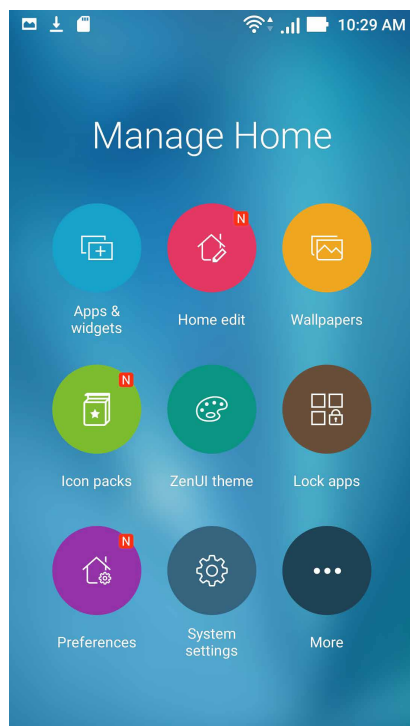 10:29 AM
Manage Home
N
Apps &
widgets
Home edit
Wallpapers
N
Icon packs
ZenUI theme
Lock apps
N
Preferences
System
settings
More